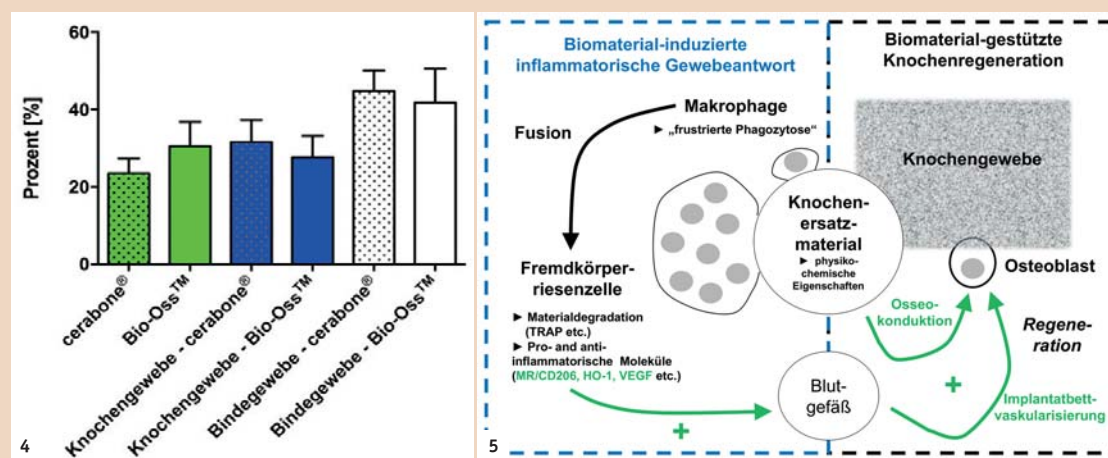 60
40
20
0
Prozent [%]
cerabone®
Bio-Oss™
Knochengewebe - cerabone®
Knochengewebe - Bio-Oss™
Bindegewebe - cerabone®
Bindegewebe - Bio-Oss™
4
Biomaterial-induzierte
inflammatorische Gewebeantwort
Biomaterial-gestützte
Knochenregeneration
Makrophage
► „frustrierte Phagozytose“
Fusion
Knochengewebe
Knochen-
ersatz-
material
► physiko-
chemische
Eigenschaften
Fremdkörper-
riesenzelle
► Materialdegradation
(TRAP etc.)
► Pro- and anti-
inflammatorische Moleküle
(MR/CD206, HO-1, VEGF etc.)
Osteoblast
Osseo-
konduktion
Regene-
ration
+
Blut-
gefäß
Implantatbett-
vaskularisierung
+
5